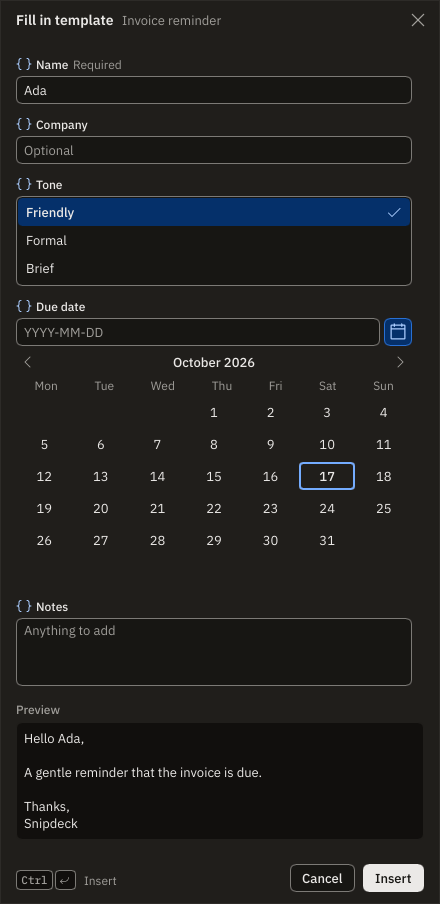 Fill in template Invoice reminder
{ } Name Required
Ada
{ } Company
Optional
{ } Tone
Friendly
Formal
Brief
{ } Due date
YYYY-MM-DD
October 2026
Mon Tue Wed Thu Fri Sat Sun
1 2 3 4
5 6 7 8 9 10 11
12 13 14 15 16 17 18
19 20 21 22 23 24 25
26 27 28 29 30 31
{ } Notes
Anything to add
Preview
Hello Ada,
A gentle reminder that the invoice is due.
Thanks,
Snipdeck
Ctrl Insert Cancel Insert